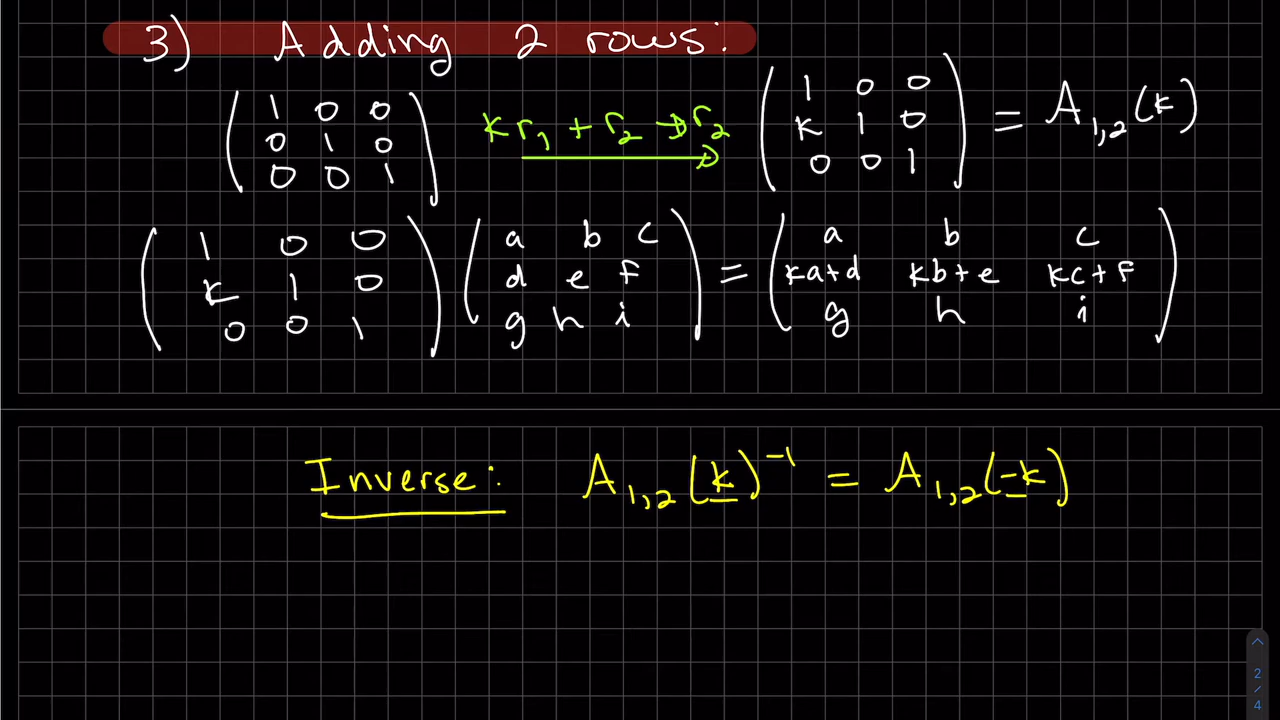 3) Adding 2 rows:
( 1 0 0 ; 0 1 0 ; 0 0 1 ) k r₁ + r₂ → r₂ ( 1 0 0 ; k 1 0 ; 0 0 1 ) = A₁,₂(k)
( 1 0 0 ; k 1 0 ; 0 0 1 ) ( a b c ; d e f ; g h i ) = ( a b c ; ka+d kb+e kc+f ; g h i )
Inverse: A₁,₂(k)⁻¹ = A₁,₂(-k)
2
/
4